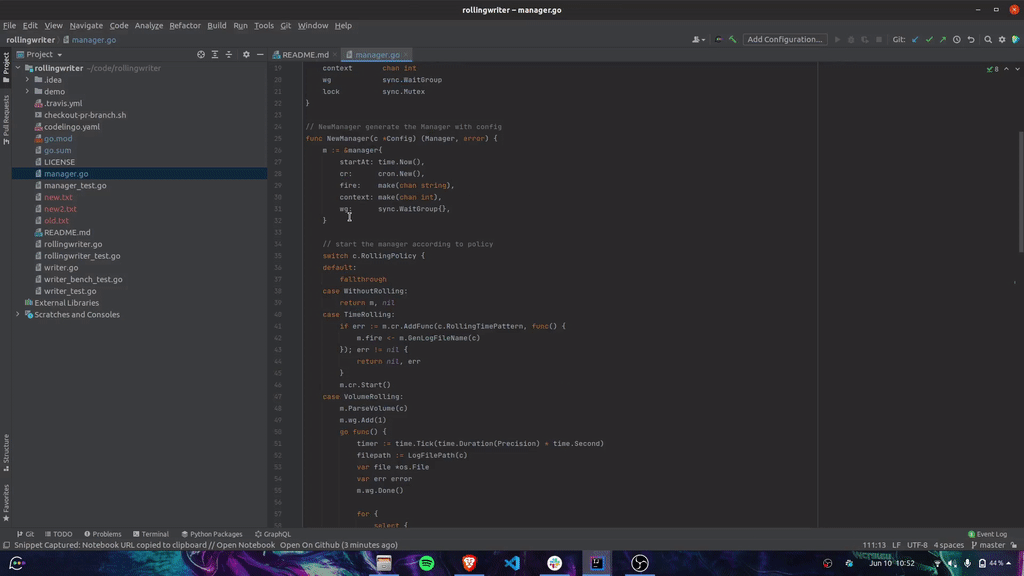 rollingwriter – manager.go
File Edit View Navigate Code Analyze Refactor Build Run Tools Git Window Help
rollingwriter manager.go
Add Configuration...
Git:
Project
README.md
manager.go
Project
Pull Requests
Structure
Favorites
rollingwriter ~/code/rollingwriter
.idea
demo
.travis.yml
checkout-pr-branch.sh
codelingo.yaml
go.mod
go.sum
LICENSE
manager.go
manager_test.go
new.txt
new2.txt
old.txt
README.md
rollingwriter.go
rollingwriter_test.go
writer.go
writer_bench_test.go
writer_test.go
External Libraries
Scratches and Consoles
19 context chan int
20 wg sync.WaitGroup
21 lock sync.Mutex
22 }
23
24 // NewManager generate the Manager with config
25 func NewManager(c *Config) (Manager, error) {
26 m := &manager{
27 startAt: time.Now(),
28 cr: cron.New(),
29 fire: make(chan string),
30 context: make(chan int),
31 wg: sync.WaitGroup{},
32 }
33
34 // start the manager according to policy
35 switch c.RollingPolicy {
36 default:
37 fallthrough
38 case WithoutRolling:
39 return m, nil
40 case TimeRolling:
41 if err := m.cr.AddFunc(c.RollingTimePattern, func() {
42 m.fire <- m.GenLogFileName(c)
43 }); err != nil {
44 return nil, err
45 }
46 m.cr.Start()
47 case VolumeRolling:
48 m.ParseVolume(c)
49 m.wg.Add(1)
50 go func() {
51 timer := time.Tick(time.Duration(Precision) * time.Second)
52 filepath := LogFilePath(c)
53 var file *os.File
54 var err error
55 m.wg.Done()
56
57 for {
58 select {
2
Git TODO Problems Terminal Python Packages GraphQL
2 Event Log
Snippet Captured: Notebook URL copied to clipboard // Open Notebook Open On Github (3 minutes ago)
111:13 LF UTF-8 4 spaces master
Jun 10 10:52
44%